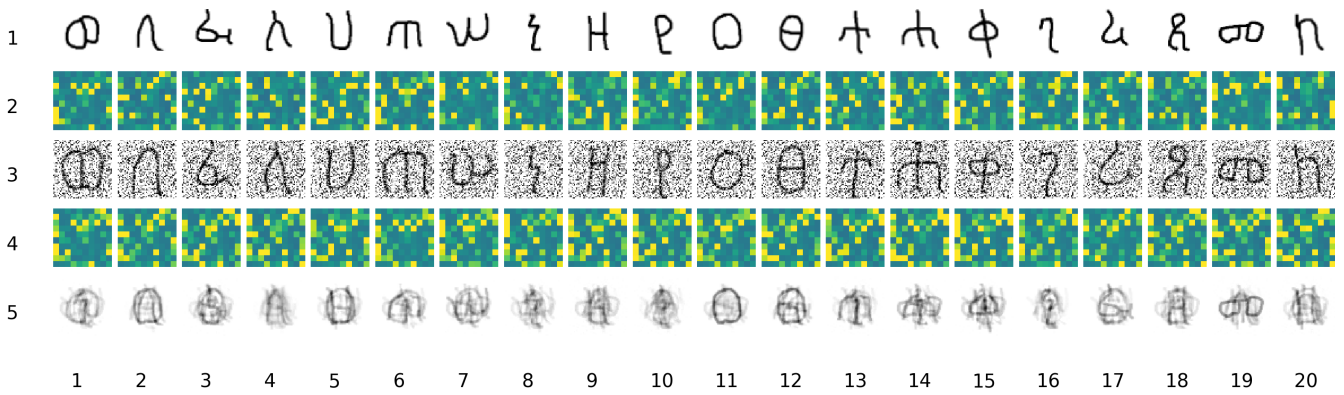 1 ወ ለ ፈ ሰ ሀ ጠ ሠ ነ ዘ የ ዐ ፀ ተ ሐ ቀ ገ ረ መ
2
3 ወ ለ ፈ ሰ ሀ ጠ ሠ ነ ዘ የ ዐ ፀ ተ ሐ ቀ ገ ረ መ
4
5
1 2 3 4 5 6 7 8 9 10 11 12 13 14 15 16 17 18 19 20